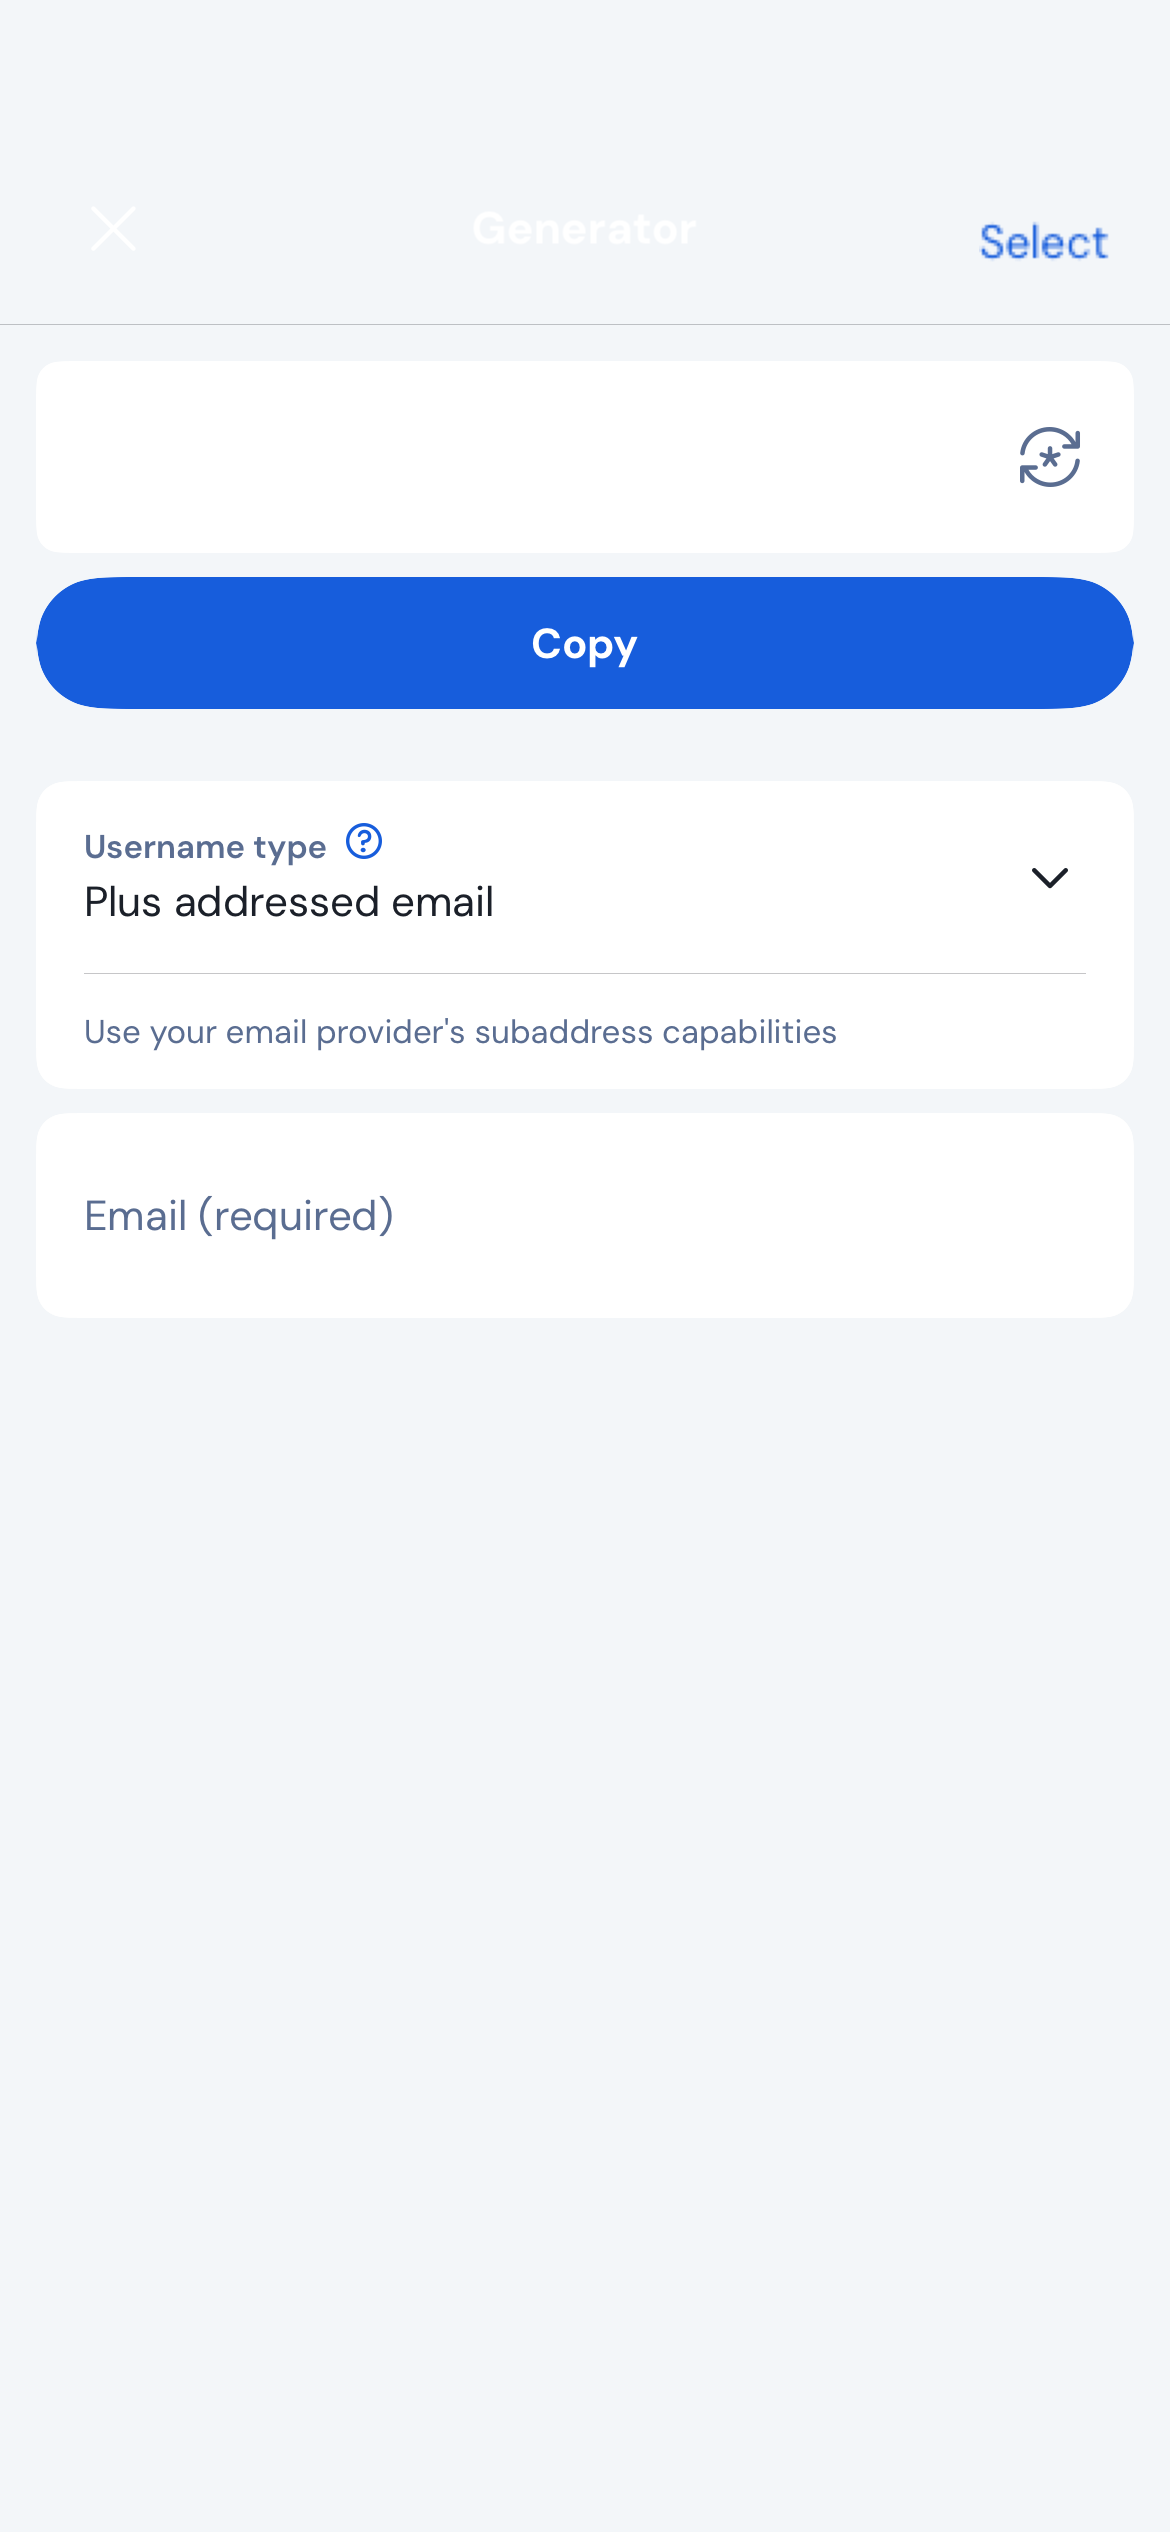 Generator
Select
Copy
Username type
Plus addressed email
Use your email provider's subaddress capabilities
Email (required)